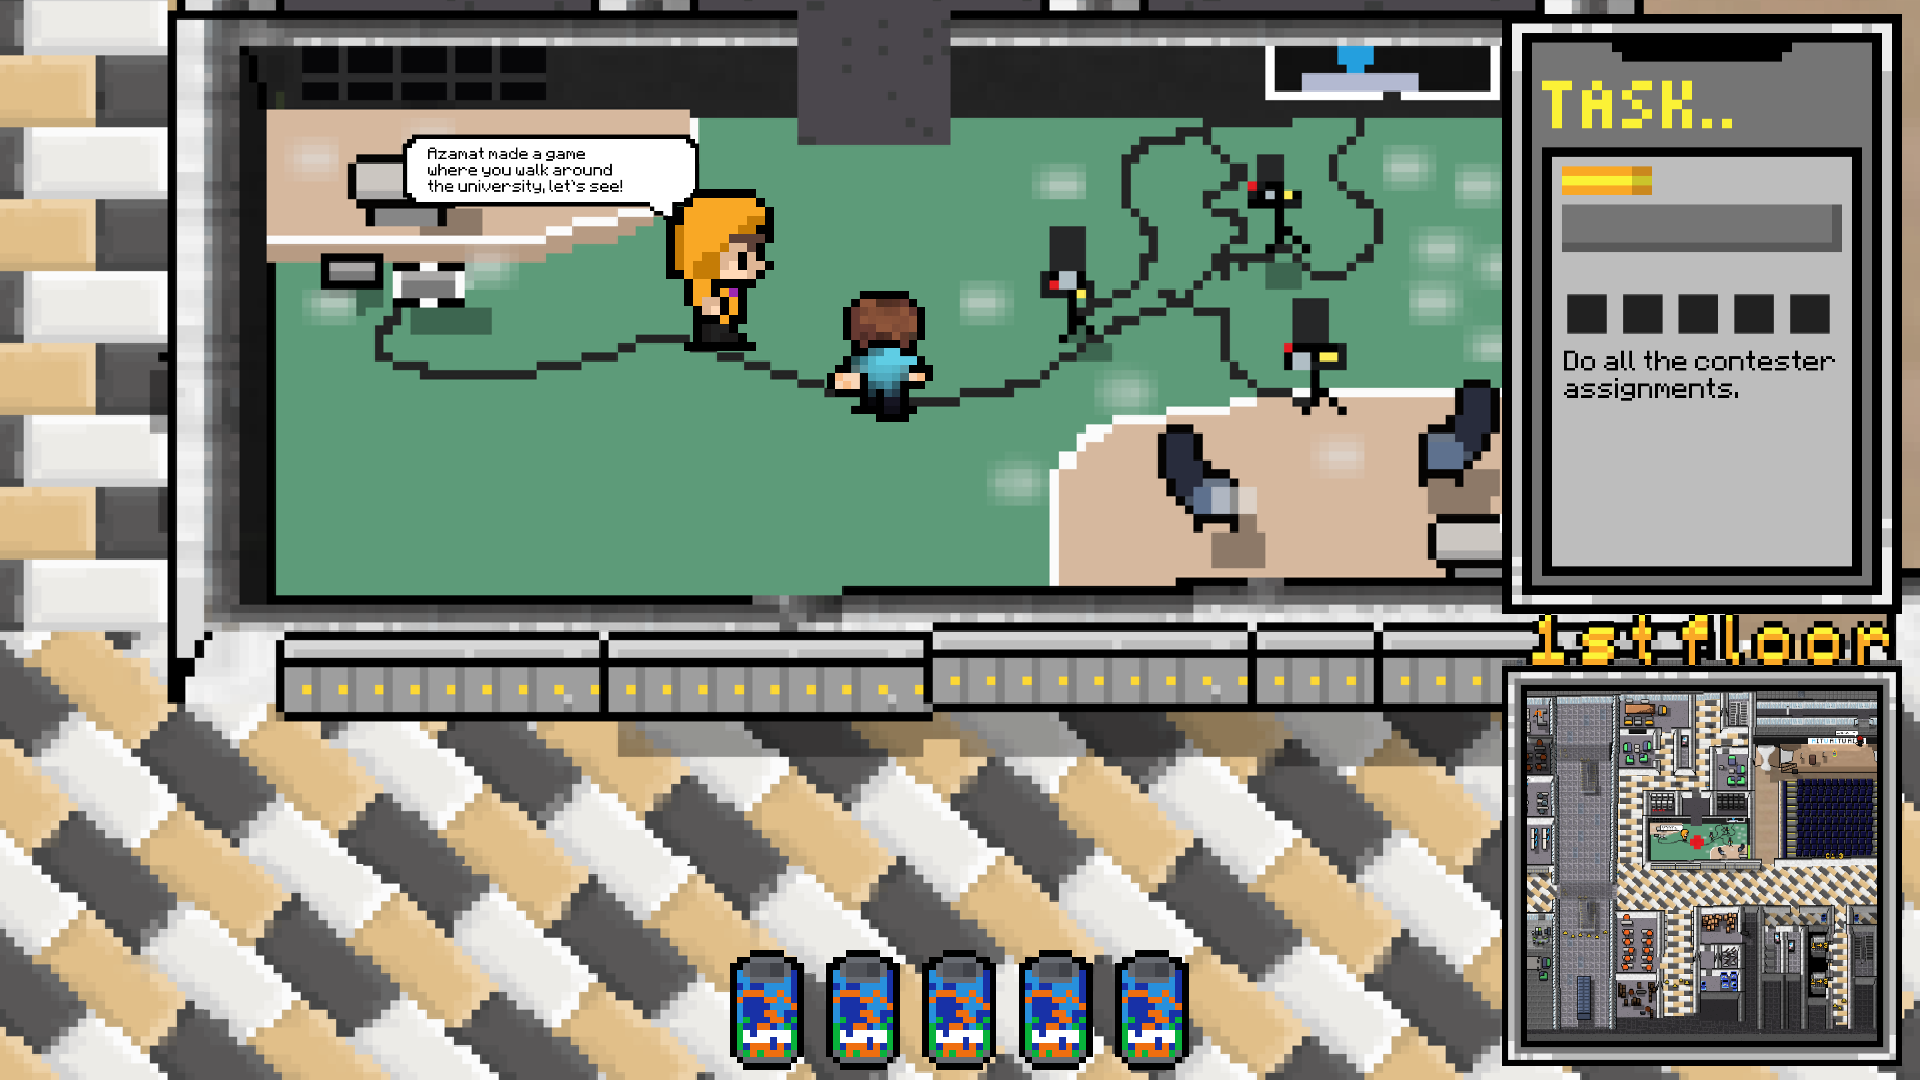 Azamat made a game
where you walk around
the university, let's see!
TASK..
Do all the contester
assignments.
1st floor